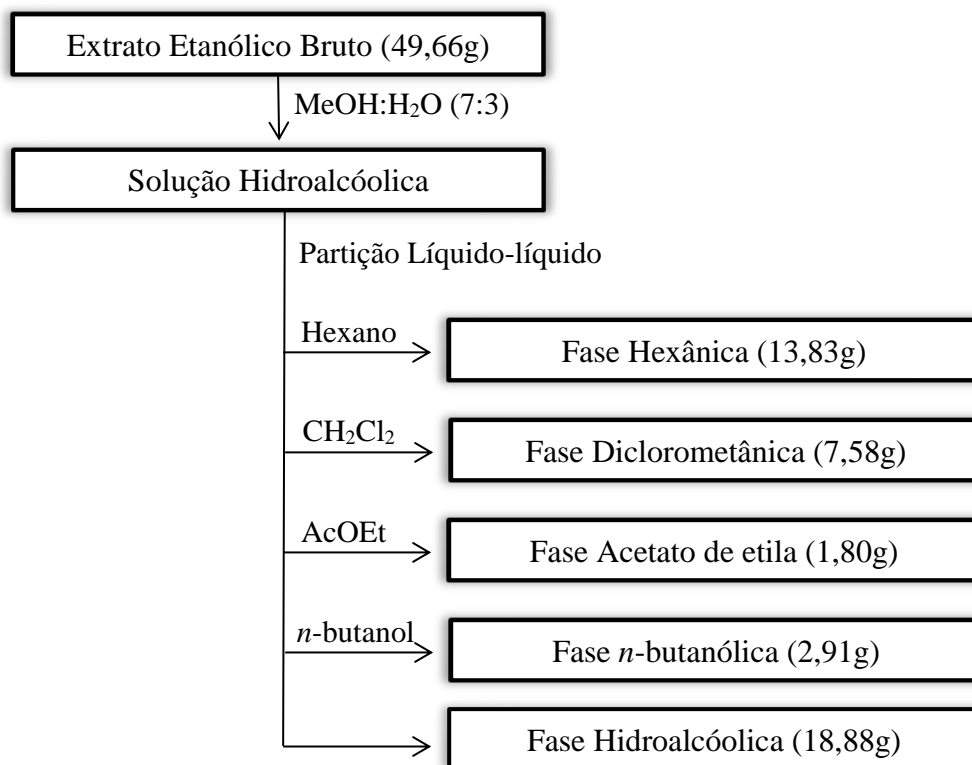 Extrato Etanólico Bruto (49,66g)
MeOH:H₂O (7:3)
Solução Hidroalcóolica
Partição Líquido-líquido
Hexano
Fase Hexânica (13,83g)
CH₂Cl₂
Fase Diclorometânica (7,58g)
AcOEt
Fase Acetato de etila (1,80g)
n-butanol
Fase n-butanólica (2,91g)
Fase Hidroalcóolica (18,88g)